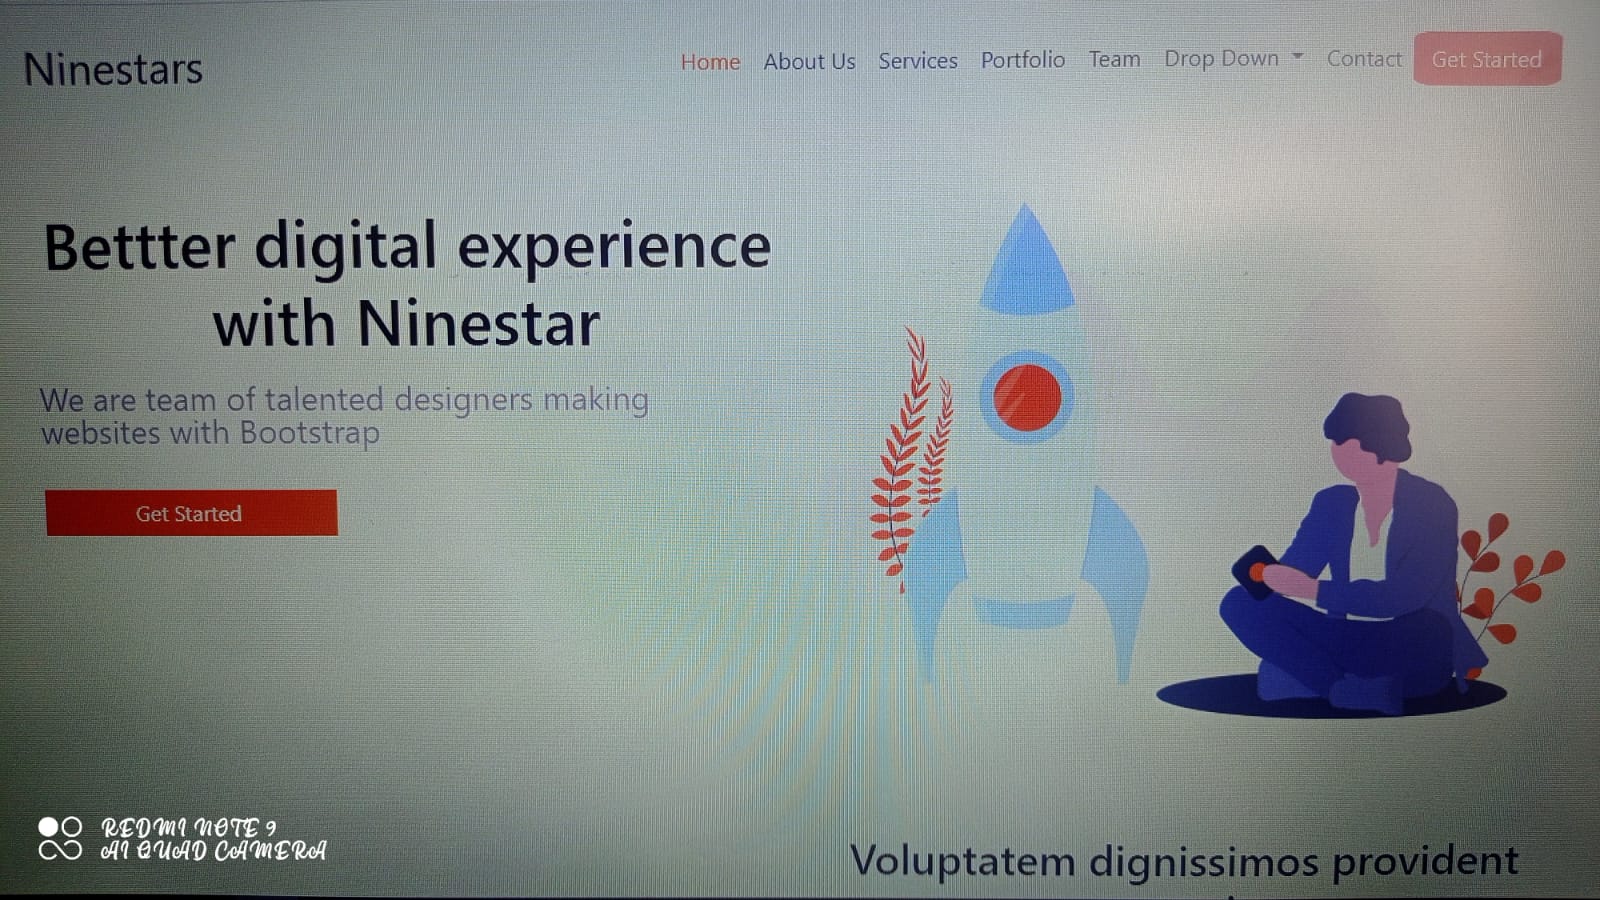 Ninestars
Home About Us Services Portfolio Team Drop Down Contact Get Started
Bettter digital experience
with Ninestar
We are team of talented designers making
websites with Bootstrap
Get Started
REDMI NOTE 9
AI QUAD CAMERA
Voluptatem dignissimos provident